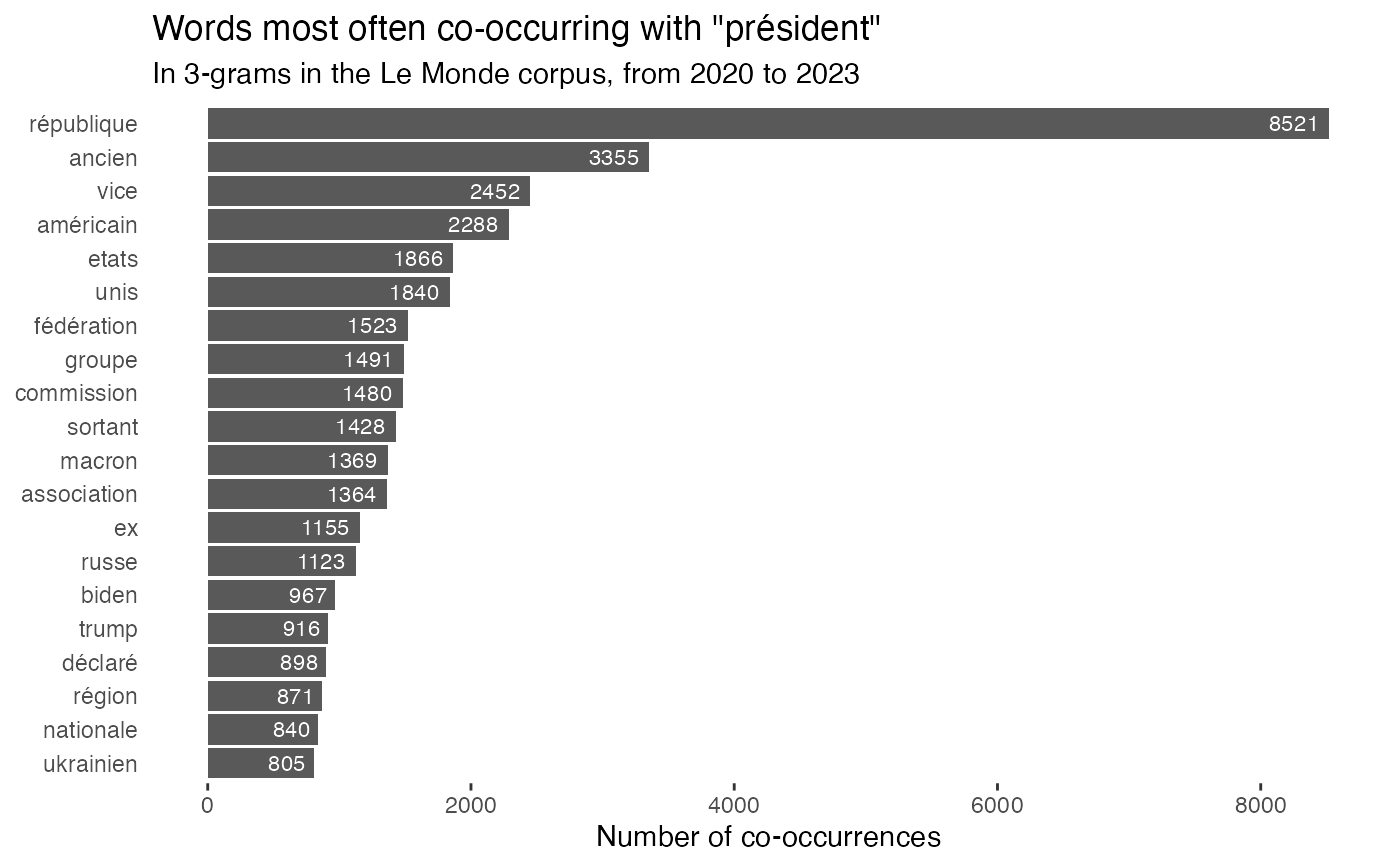 Words most often co-occurring with "président"
In 3-grams in the Le Monde corpus, from 2020 to 2023
république 8521
ancien 3355
vice 2452
américain 2288
etats 1866
unis 1840
fédération 1523
groupe 1491
commission 1480
sortant 1428
macron 1369
association 1364
ex 1155
russe 1123
biden 967
trump 916
déclaré 898
région 871
nationale 840
ukrainien 805
0 2000 4000 6000 8000
Number of co-occurrences